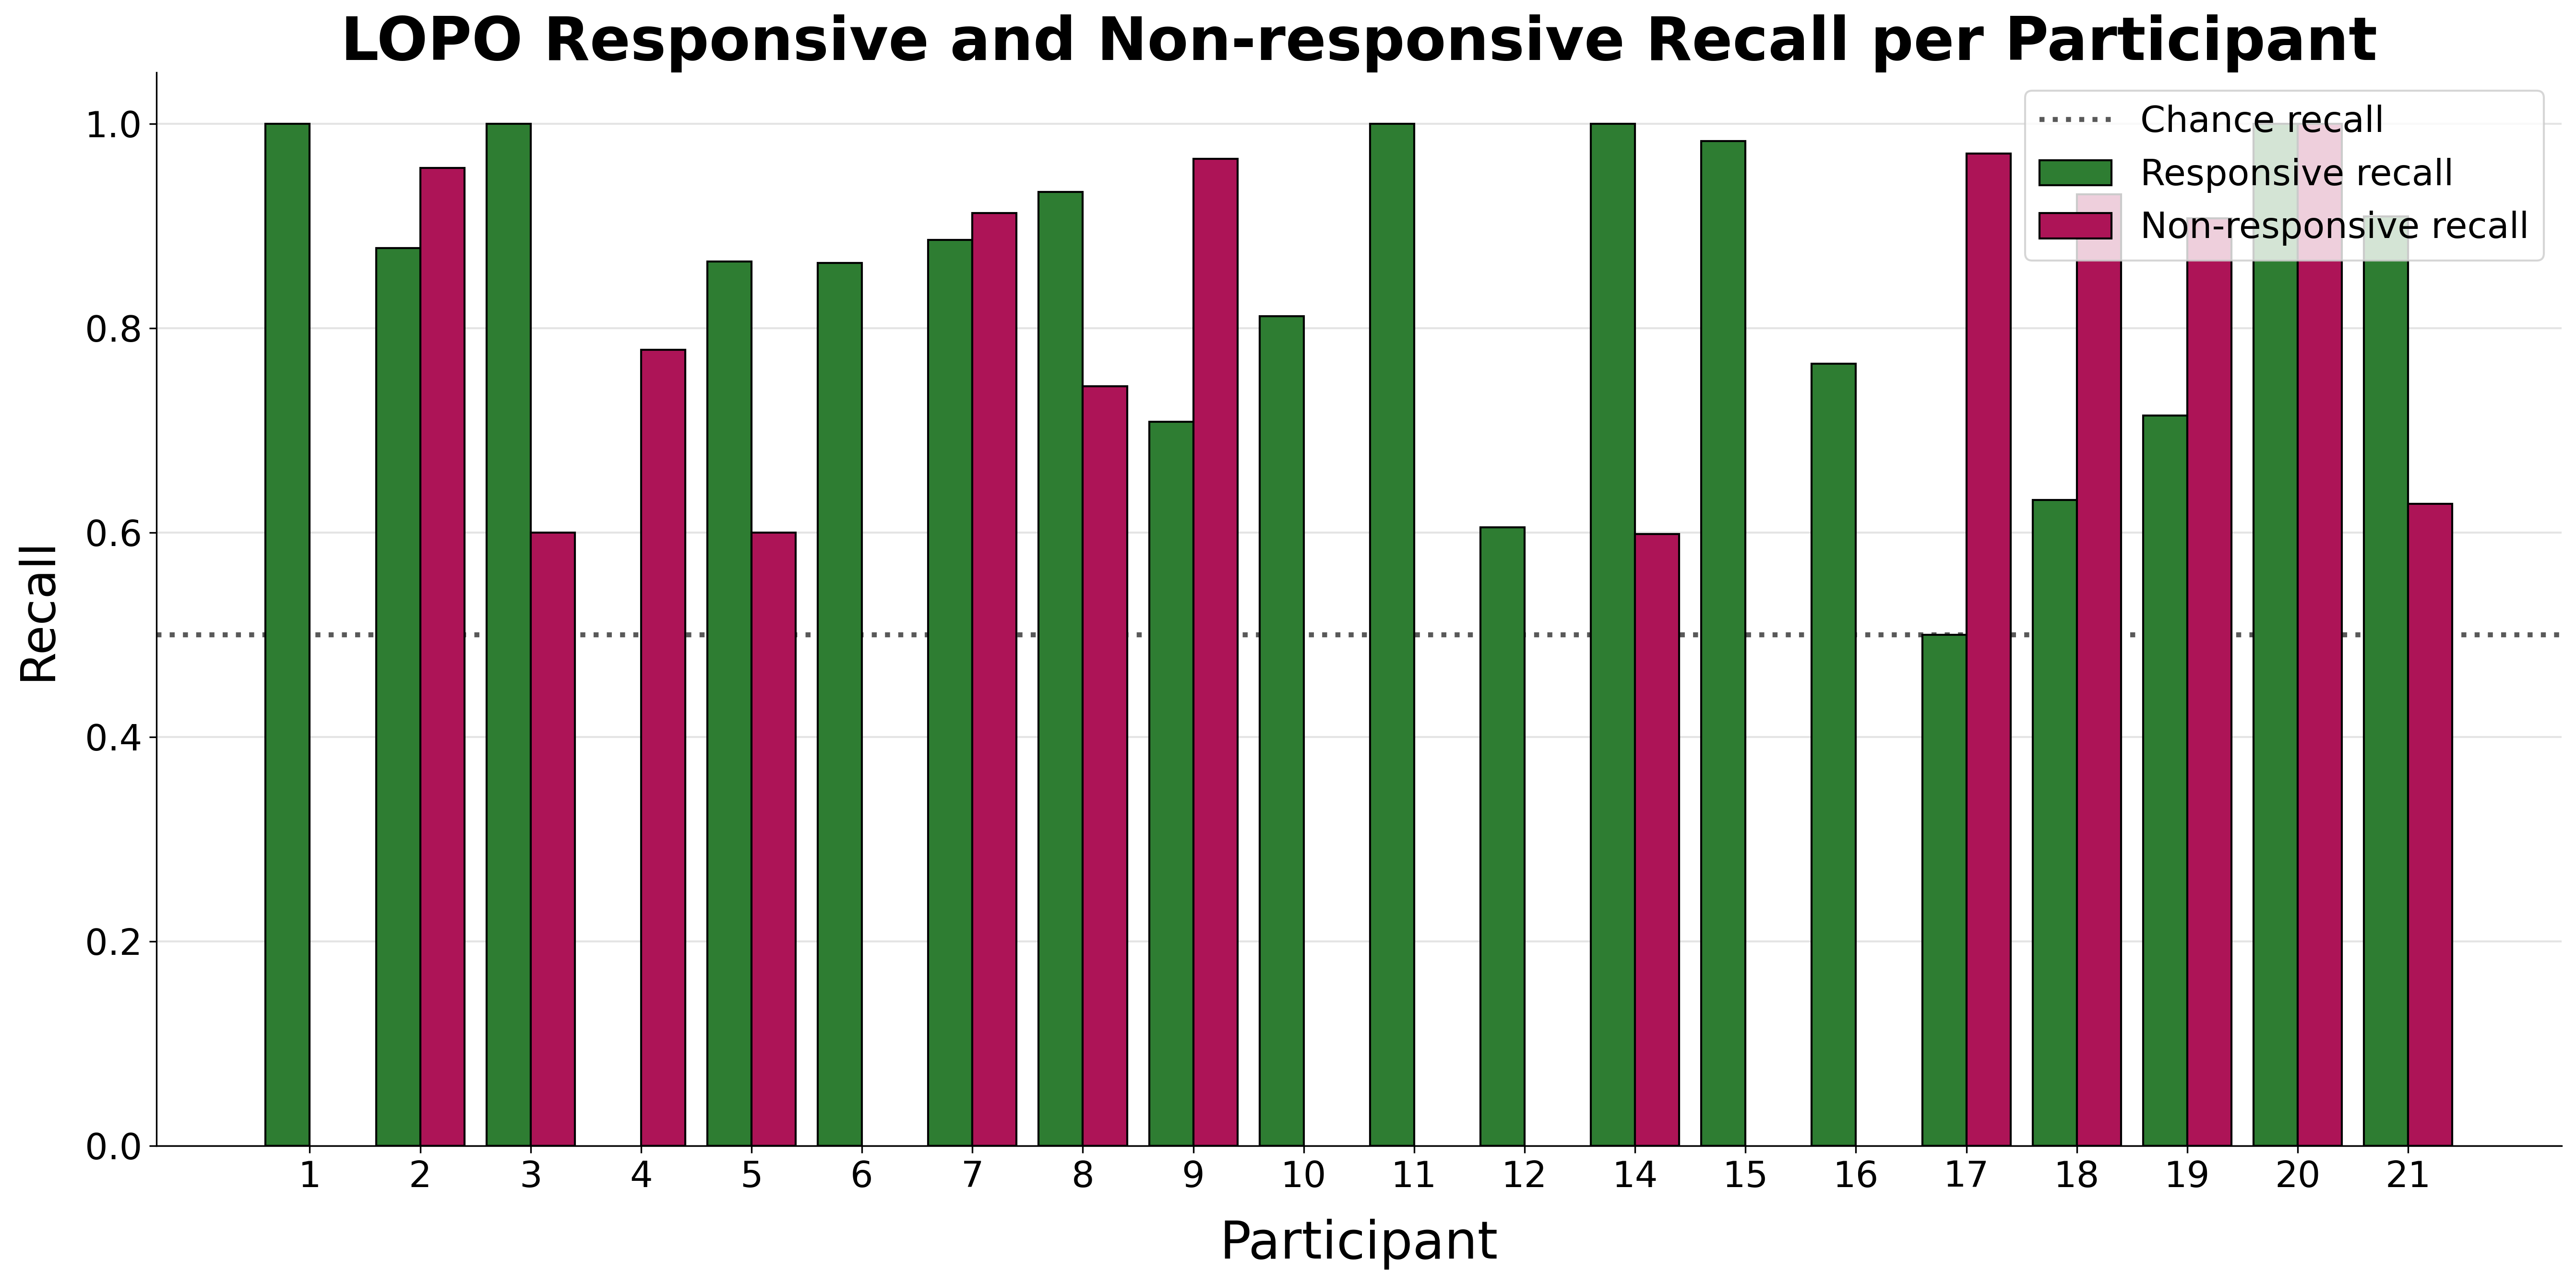 LOPO Responsive and Non-responsive Recall per Participant
Chance recall
Responsive recall
Non-responsive recall
Recall
1.0
0.8
0.6
0.4
0.2
0.0
1 2 3 4 5 6 7 8 9 10 11 12 14 15 16 17 18 19 20 21
Participant